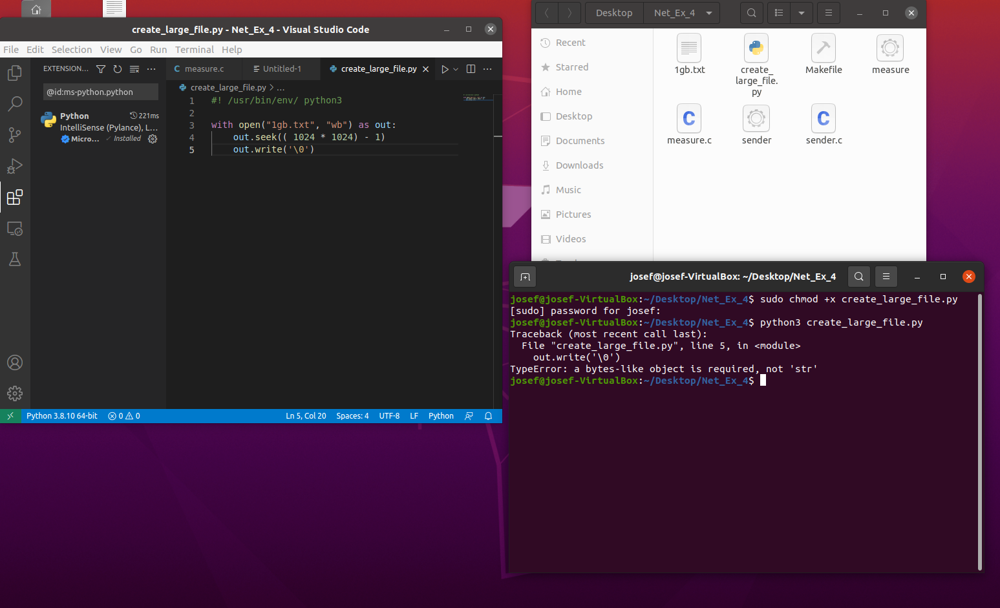 create_large_file.py - Net_Ex_4 - Visual Studio Code
File Edit Selection View Go Run Terminal Help
EXTENSION...
measure.c
Untitled-1
create_large_file.py
@id:ms-python.python
Python
221ms
IntelliSense (Pylance), L...
Micro...
Installed
create_large_file.py > ...
1 #! /usr/bin/env/ python3
2
3 with open("1gb.txt", "wb") as out:
4     out.seek(( 1024 * 1024) - 1)
5     out.write('\0')
Python 3.8.10 64-bit
0
0
Ln 5, Col 20
Spaces: 4
UTF-8
LF
Python
Desktop
Net_Ex_4
Recent
Starred
Home
Desktop
Documents
Downloads
Music
Pictures
Videos
1gb.txt
create_
large_file.
py
Makefile
measure
measure.c
sender
sender.c
josef@josef-VirtualBox: ~/Desktop/Net_Ex_4
josef@josef-VirtualBox:~/Desktop/Net_Ex_4$ sudo chmod +x create_large_file.py
[sudo] password for josef:
josef@josef-VirtualBox:~/Desktop/Net_Ex_4$ python3 create_large_file.py
Traceback (most recent call last):
  File "create_large_file.py", line 5, in <module>
    out.write('\0')
TypeError: a bytes-like object is required, not 'str'
josef@josef-VirtualBox:~/Desktop/Net_Ex_4$